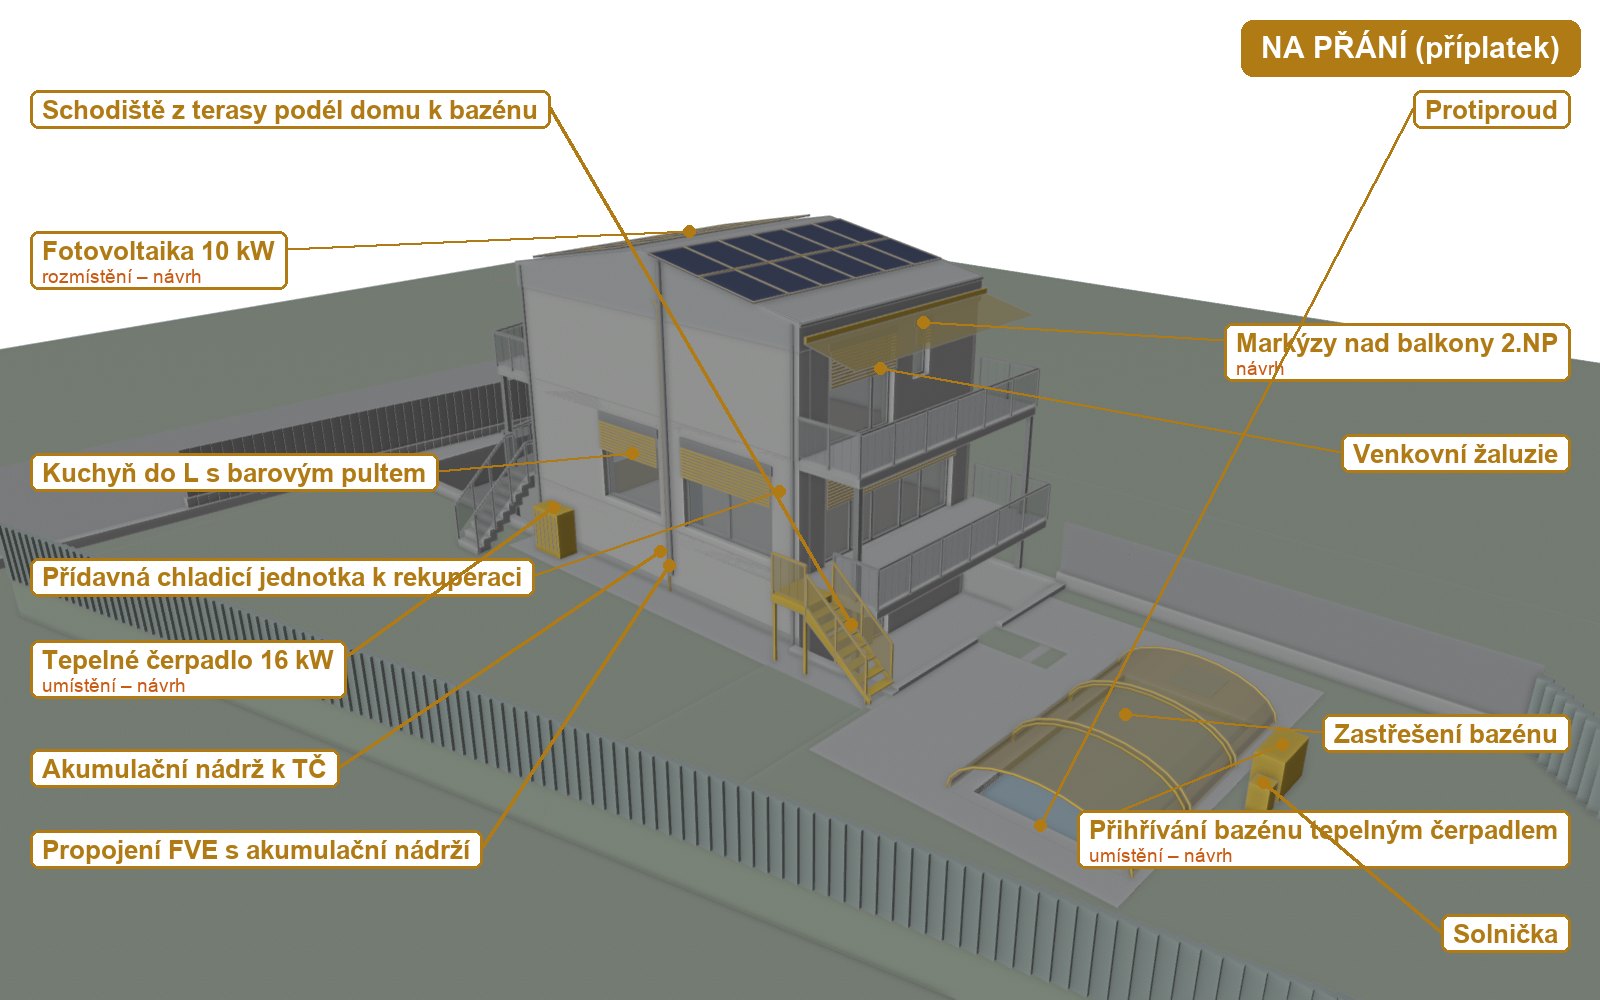 NA PŘÁNÍ (příplatek)
Schodiště z terasy podél domu k bazénu
Protiproud
Fotovoltaika 10 kW
rozmístění – návrh
Markýzy nad balkony 2.NP
návrh
Venkovní žaluzie
Kuchyň do L s barovým pultem
Přídavná chladicí jednotka k rekuperaci
Tepelné čerpadlo 16 kW
umístění – návrh
Zastřešení bazénu
Akumulační nádrž k TČ
Přihřívání bazénu tepelným čerpadlem
umístění – návrh
Propojení FVE s akumulační nádrží
Solnička